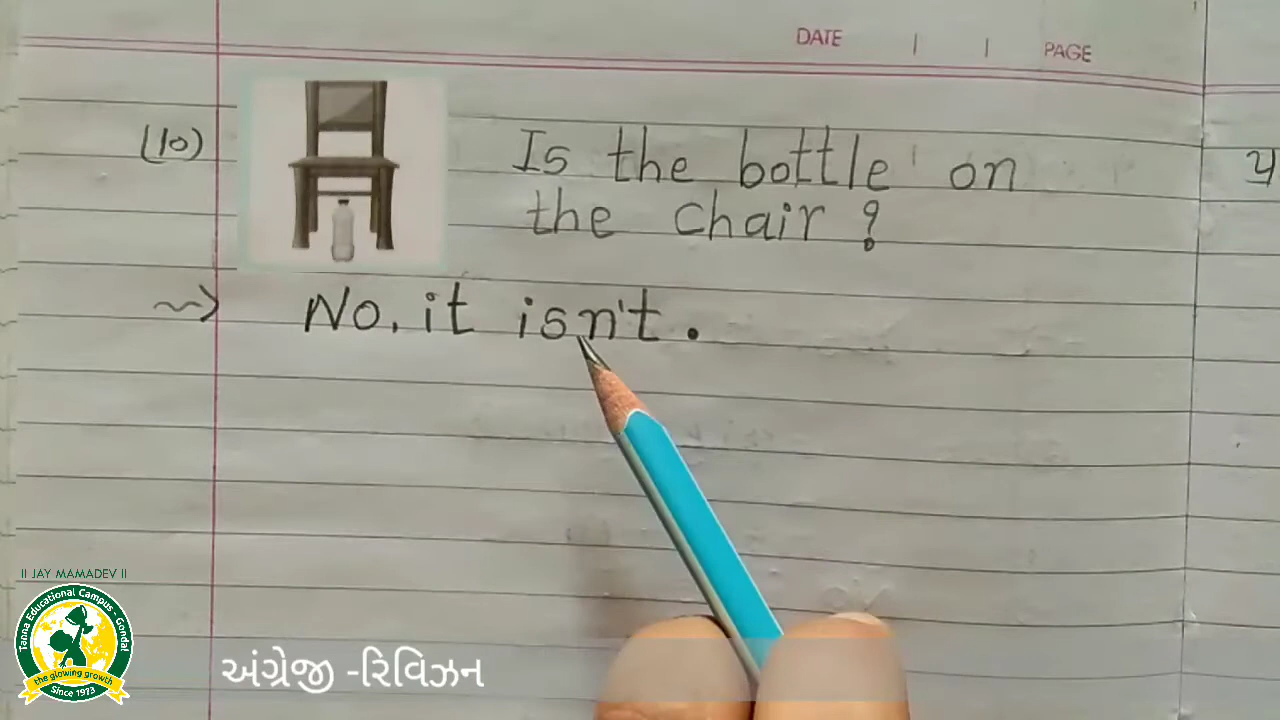 DATE | | PAGE
(10)
Is the bottle on
the chair?
य
No, it isn't.
|| JAY MAMADEV ||
Tanna Educational Campus - Gondal
the glowing growth
Since 1973
અંગ્રેજી -રિવિઝન